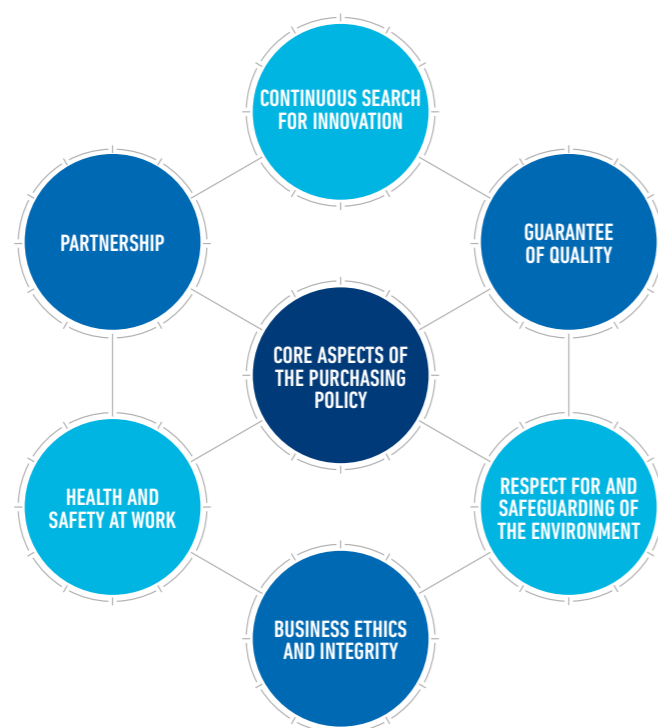 CONTINUOUS SEARCH
FOR INNOVATION
PARTNERSHIP
GUARANTEE
OF QUALITY
CORE ASPECTS OF
THE PURCHASING
POLICY
HEALTH AND
SAFETY AT WORK
RESPECT FOR AND
SAFEGUARDING OF
THE ENVIRONMENT
BUSINESS ETHICS
AND INTEGRITY